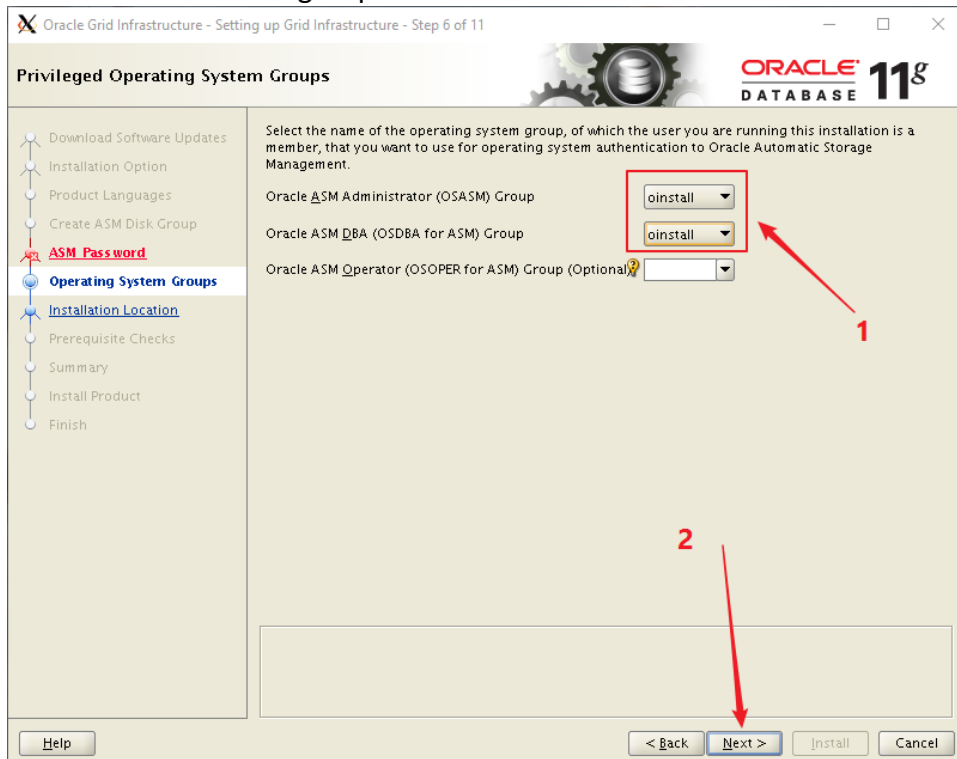 Oracle Grid Infrastructure - Setting up Grid Infrastructure - Step 6 of 11
Privileged Operating System Groups
ORACLE
DATABASE
11g
Download Software Updates
Installation Option
Product Languages
Create ASM Disk Group
ASM Password
Operating System Groups
Installation Location
Prerequisite Checks
Summary
Install Product
Finish
Select the name of the operating system group, of which the user you are running this installation is a
member, that you want to use for operating system authentication to Oracle Automatic Storage
Management.
Oracle ASM Administrator (OSASM) Group oinstall
Oracle ASM DBA (OSDBA for ASM) Group oinstall
Oracle ASM Operator (OSOPER for ASM) Group (Optional)
1
2
Help
< Back
Next >
Install
Cancel